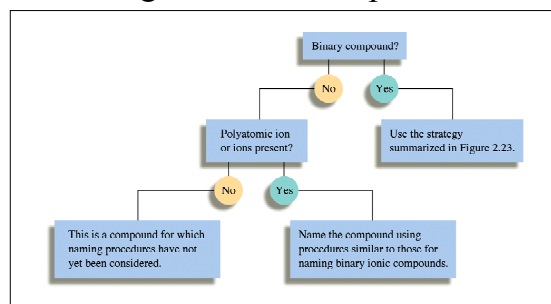 Binary compound?
No
Yes
Polyatomic ion
or ions present?
Use the strategy
summarized in Figure 2.23.
No
Yes
This is a compound for which
naming procedures have not
yet been considered.
Name the compound using
procedures similar to those for
naming binary ionic compounds.